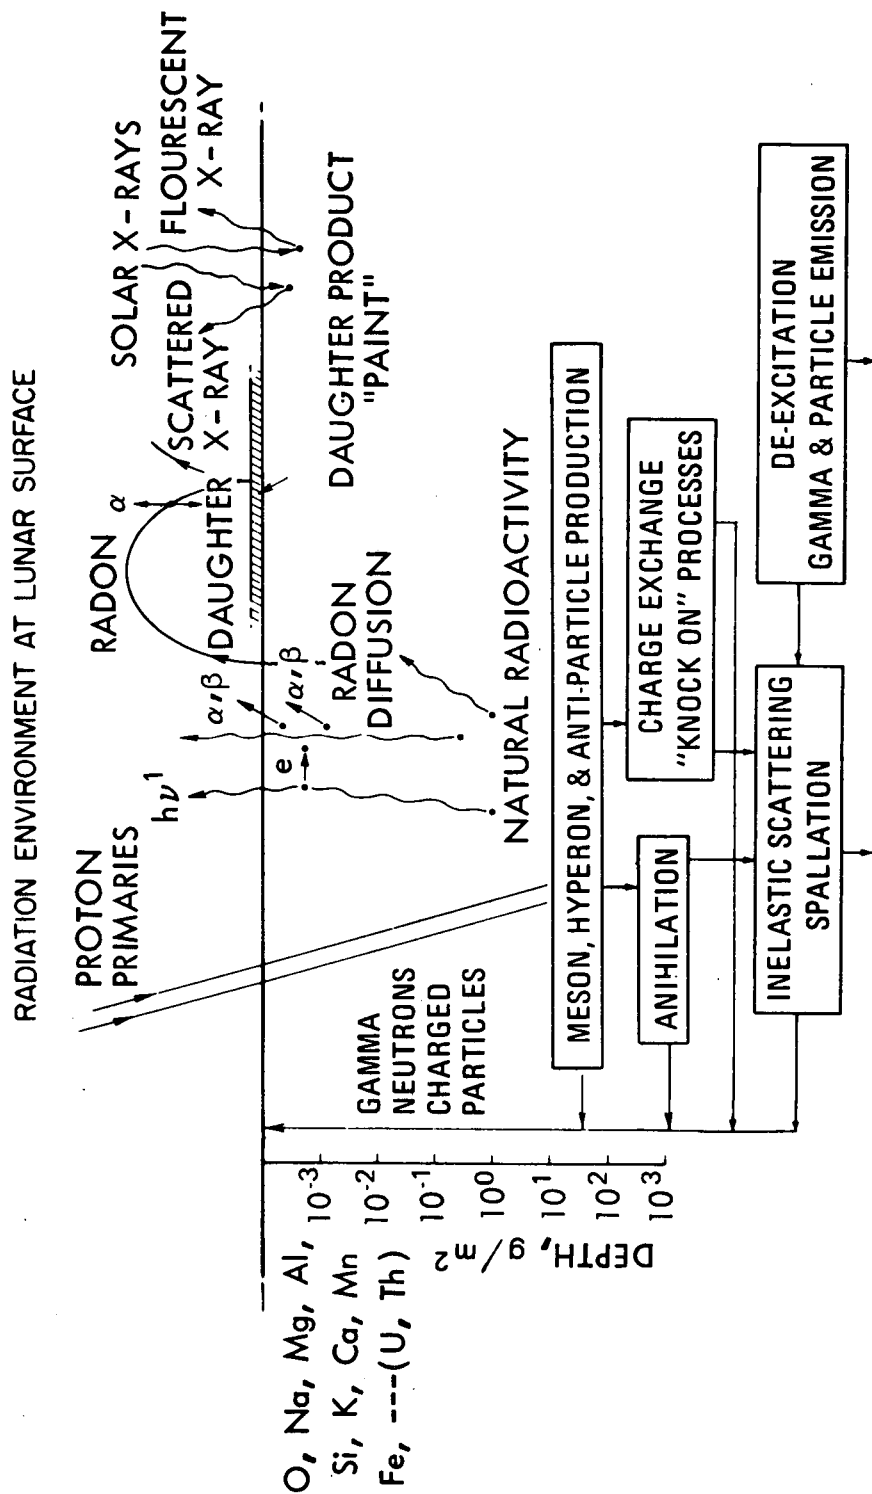 RADIATION ENVIRONMENT AT LUNAR SURFACE
PROTON
PRIMARIES
hν¹
α,β
RADON
α
DAUGHTER
SOLAR X-RAYS
SCATTERED
X-RAY
FLOURESCENT
X-RAY
e
α,β
RADON
DIFFUSION
DAUGHTER PRODUCT
"PAINT"
NATURAL RADIOACTIVITY
O, Na, Mg, Al,
Si, K, Ca, Mn
Fe, ---(U, Th)
10⁻³
10⁻²
10⁻¹
10⁰
10¹
10²
10³
DEPTH, g/m²
GAMMA
NEUTRONS
CHARGED
PARTICLES
MESON, HYPERON, & ANTI-PARTICLE PRODUCTION
ANIHILATION
CHARGE EXCHANGE
"KNOCK ON" PROCESSES
INELASTIC SCATTERING
SPALLATION
DE-EXCITATION
GAMMA & PARTICLE EMISSION